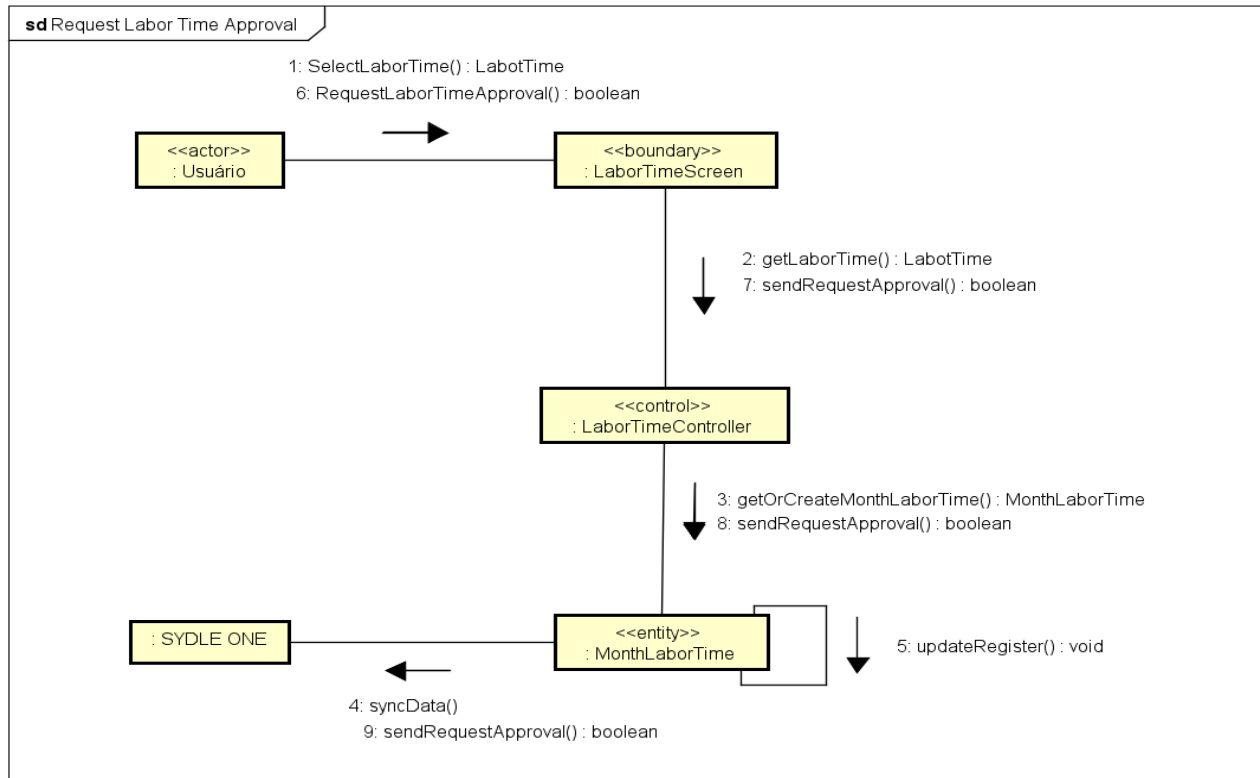 sd Request Labor Time Approval
1: SelectLaborTime() : LabotTime
6: RequestLaborTimeApproval() : boolean
<<actor>>
: Usuário
<<boundary>>
: LaborTimeScreen
2: getLaborTime() : LabotTime
7: sendRequestApproval() : boolean
<<control>>
: LaborTimeController
3: getOrCreateMonthLaborTime() : MonthLaborTime
8: sendRequestApproval() : boolean
: SYDLE ONE
<<entity>>
: MonthLaborTime
5: updateRegister() : void
4: syncData()
9: sendRequestApproval() : boolean